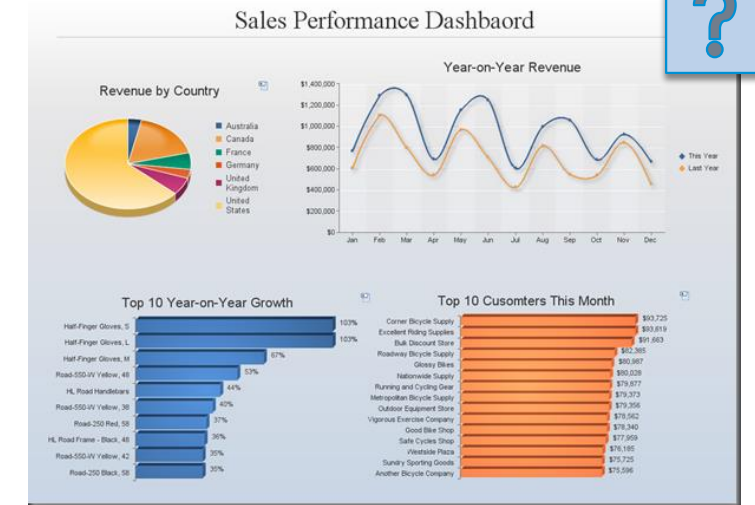 ?
Sales Performance Dashbaord
Revenue by Country
Australia
Canada
France
Germany
United
Kingdom
United
States
Year-on-Year Revenue
$1,400,000
$1,200,000
$1,000,000
$800,000
$600,000
$400,000
$200,000
$0
Jan Feb Mar Apr May Jun Jul Aug Sep Oct Nov Dec
This Year
Last Year
Top 10 Year-on-Year Growth
Half-Finger Gloves, S 103%
Half-Finger Gloves, L 103%
Half-Finger Gloves, M 67%
Road-550-W Yellow, 48 53%
HL Road Handlebars 44%
Road-550-W Yellow, 38 40%
Road-250 Red, 58 37%
HL Road Frame - Black, 48 36%
Road-550-W Yellow, 42 35%
Road-250 Black, 58 35%
Top 10 Cusomters This Month
Corner Bicycle Supply $93,725
Excellent Riding Supplies $93,619
Bulk Discount Store $91,663
Roadway Bicycle Supply $82,365
Glossy Bikes $80,987
Nationwide Supply $80,028
Running and Cycling Gear $79,877
Metropolitan Bicycle Supply $79,373
Outdoor Equipment Store $79,356
Vigorous Exercise Company $78,562
Good Bike Shop $78,340
Safe Cycles Shop $77,959
Westside Plaza $76,165
Sundry Sporting Goods $75,725
Another Bicycle Company $75,596